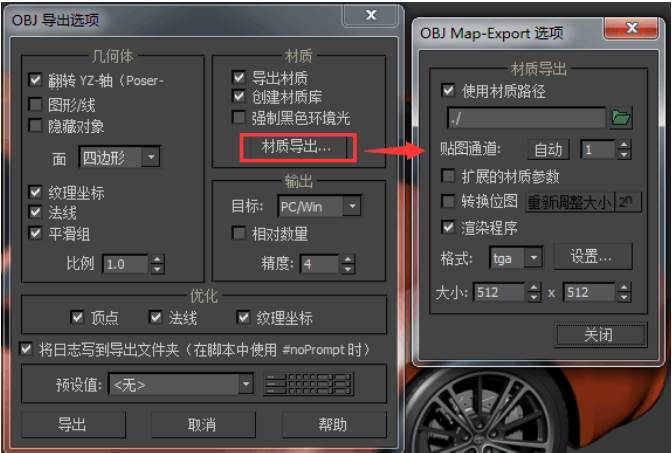 OBJ 导出选项
几何体
翻转 YZ-轴（Poser-
图形/线
隐藏对象
面 四边形
纹理坐标
法线
平滑组
比例 1.0
材质
导出材质
创建材质库
强制黑色环境光
材质导出...
输出
目标: PC/Win
相对数量
精度: 4
优化
顶点 法线 纹理坐标
将日志写到导出文件夹（在脚本中使用 #noPrompt 时）
预设值: <无>
导出 取消 帮助
OBJ Map-Export 选项
材质导出
使用材质路径
./
贴图通道: 自动 1
扩展的材质参数
转换位图 重新调整大小 2ⁿ
渲染程序
格式: tga 设置...
大小: 512 x 512
关闭